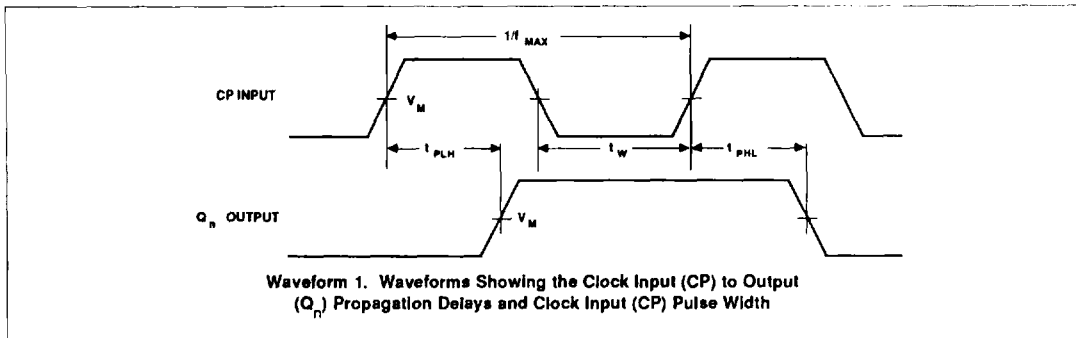 1/f MAX
CP INPUT
V M
t PLH
t W
t PHL
Q n OUTPUT
V M
Waveform 1. Waveforms Showing the Clock Input (CP) to Output
(Q n) Propagation Delays and Clock Input (CP) Pulse Width